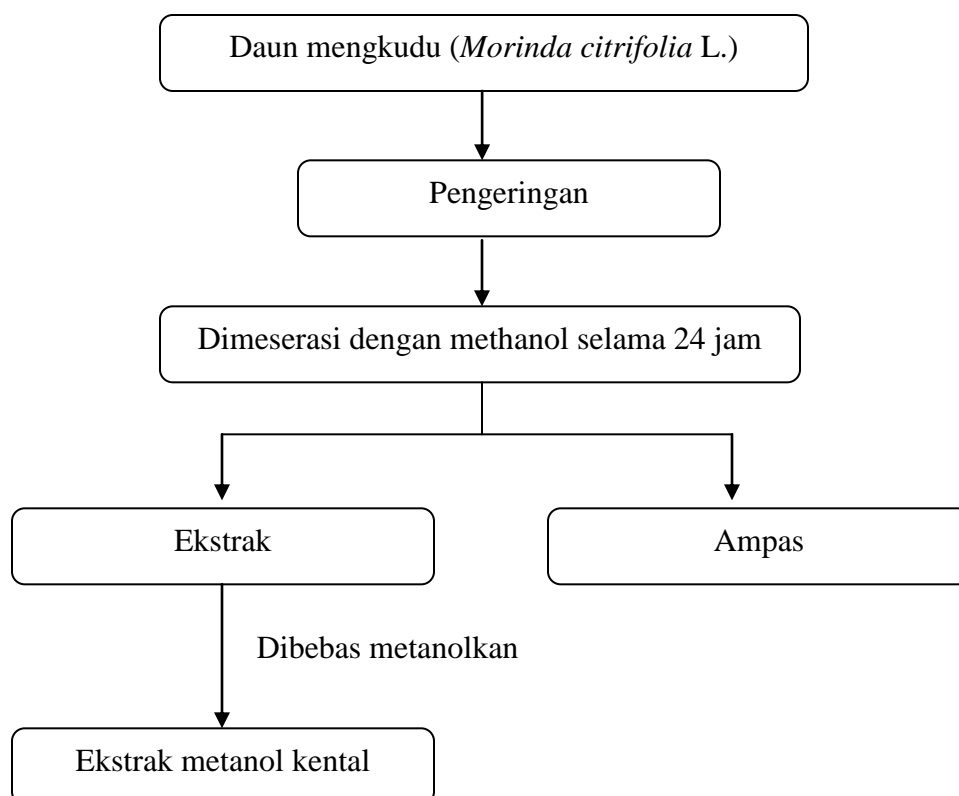 Daun mengkudu (Morinda citrifolia L.)
Pengeringan
Dimeserasi dengan methanol selama 24 jam
Ekstrak
Ampas
Dibebas metanolkan
Ekstrak metanol kental